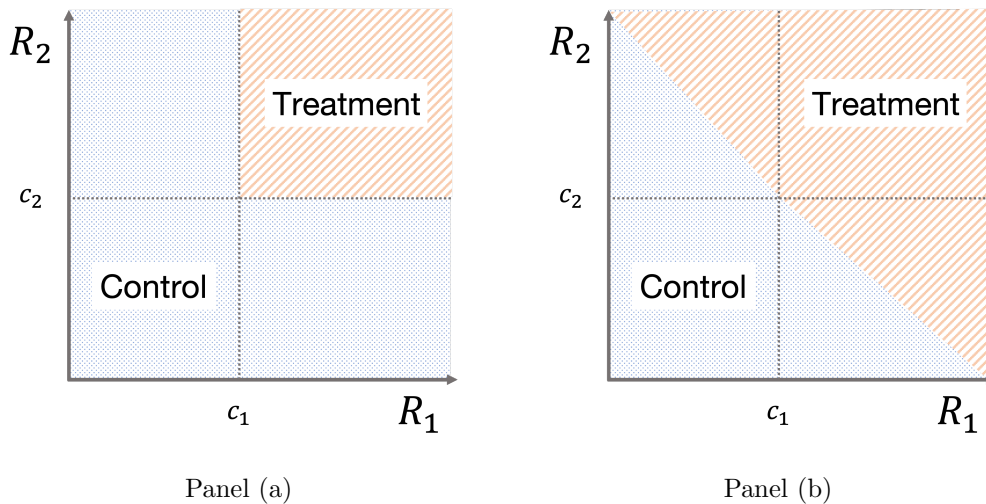 R₂
Treatment
c₂
Control
c₁
R₁
Panel (a)
R₂
Treatment
c₂
Control
c₁
R₁
Panel (b)